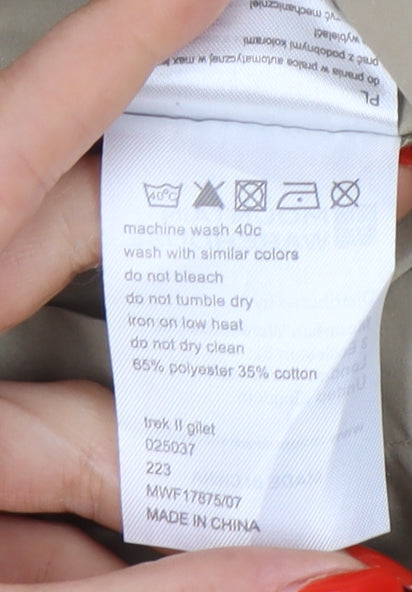 PL
do prania w pralce automatycznej w max
prać z podobnymi kolorami
wybielać!
mechaniczni
40°C
machine wash 40c
wash with similar colors
do not bleach
do not tumble dry
iron on low heat
do not dry clean
65% polyester 35% cotton
trek II gilet
025037
223
MWF17875/07
MADE IN CHINA